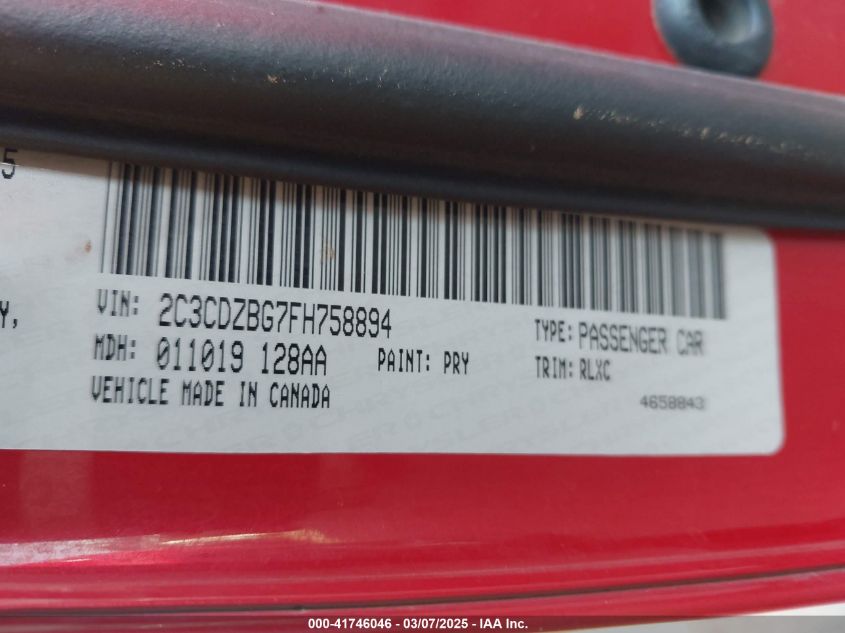 5
VIN: 2C3CDZBG7FH758894
TYPE: PASSENGER CAR
Y,
MDH: 011019 128AA PAINT: PRY
TRIM: RLXC
VEHICLE MADE IN CANADA
4658843
000-41746046 - 03/07/2025 - IAA Inc.